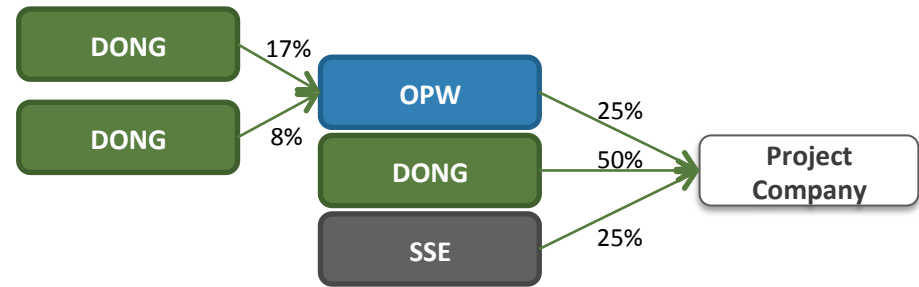 DONG
17%
DONG
8%
OPW
25%
DONG
50%
SSE
25%
Project
Company